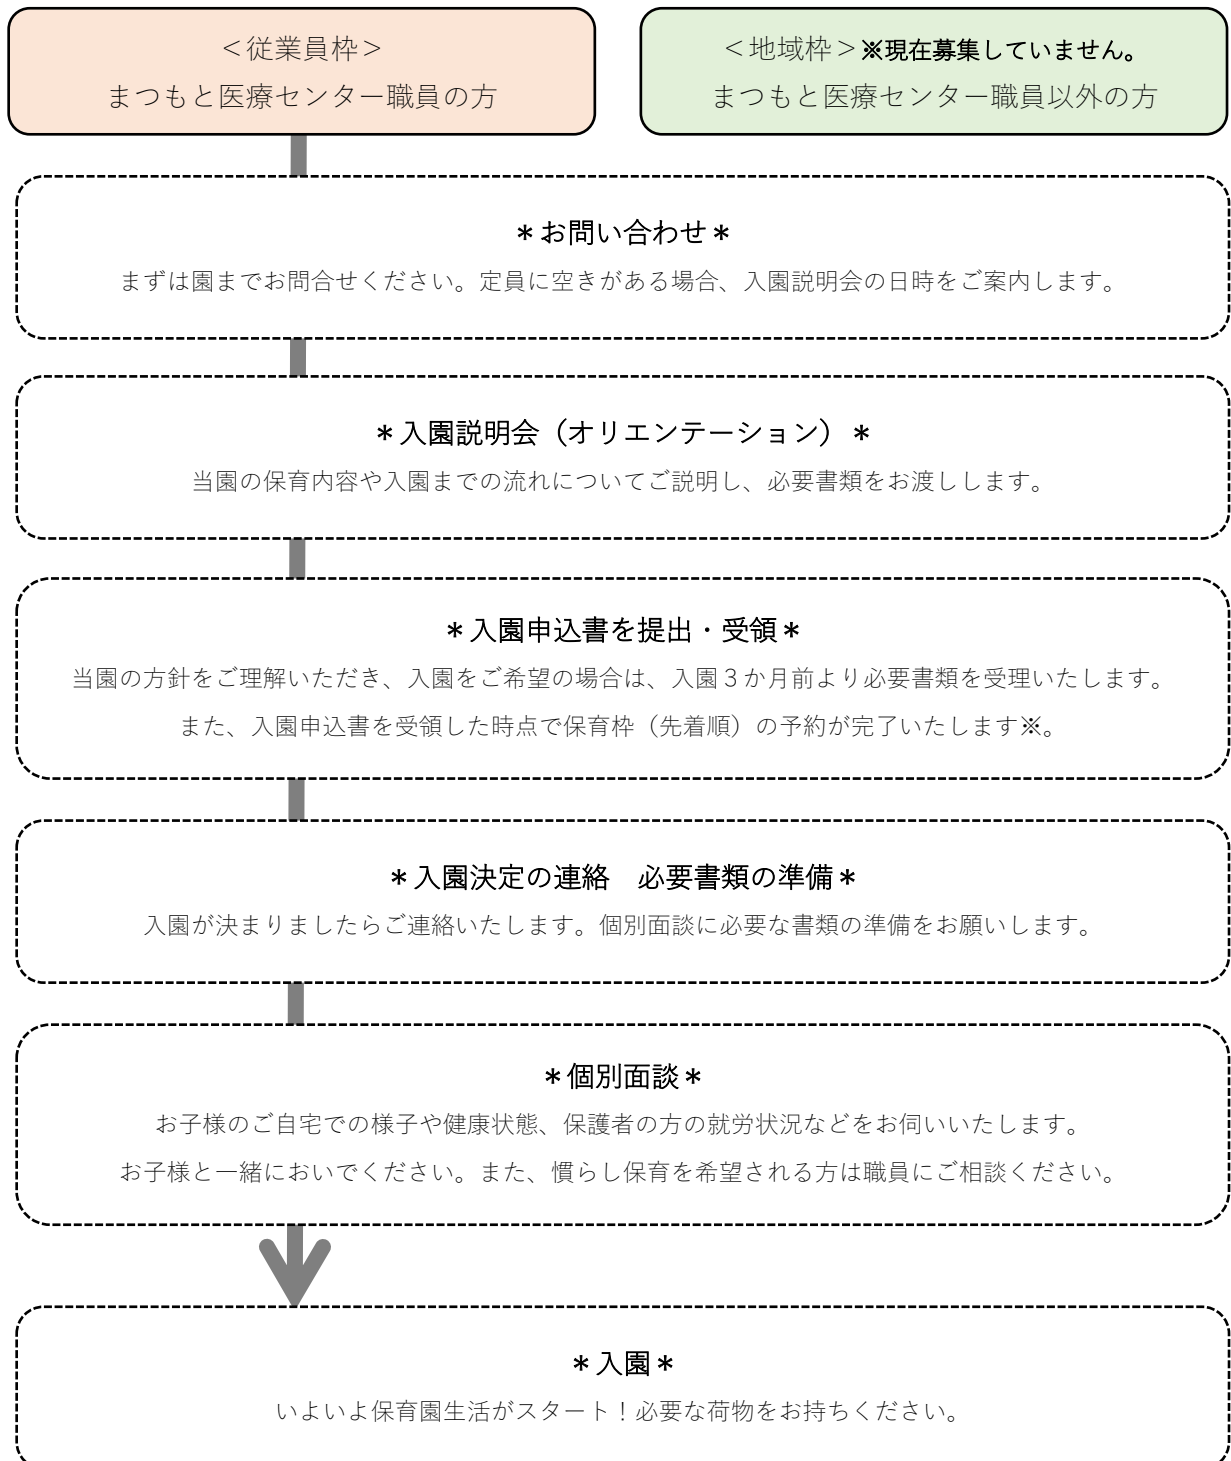 ＜従業員枠＞
まつもと医療センター職員の方
＜地域枠＞※現在募集していません。
まつもと医療センター職員以外の方
＊お問い合わせ＊
まずは園までお問合せください。定員に空きがある場合、入園説明会の日時をご案内します。
＊入園説明会（オリエンテーション）＊
当園の保育内容や入園までの流れについてご説明し、必要書類をお渡しします。
＊入園申込書を提出・受領＊
当園の方針をご理解いただき、入園をご希望の場合は、入園３か月前より必要書類を受理いたします。
また、入園申込書を受領した時点で保育枠（先着順）の予約が完了いたします※。
＊入園決定の連絡　必要書類の準備＊
入園が決まりましたらご連絡いたします。個別面談に必要な書類の準備をお願いします。
＊個別面談＊
お子様のご自宅での様子や健康状態、保護者の方の就労状況などをお伺いいたします。
お子様と一緒においでください。また、慣らし保育を希望される方は職員にご相談ください。
＊入園＊
いよいよ保育園生活がスタート！必要な荷物をお持ちください。